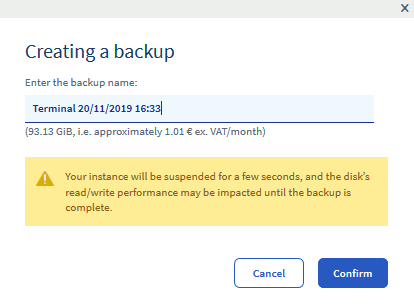 Creating a backup
Enter the backup name:
Terminal 20/11/2019 16:33
(93.13 GiB, i.e. approximately 1.01 € ex. VAT/month)
Your instance will be suspended for a few seconds, and the disk's
read/write performance may be impacted until the backup is
complete.
Cancel
Confirm